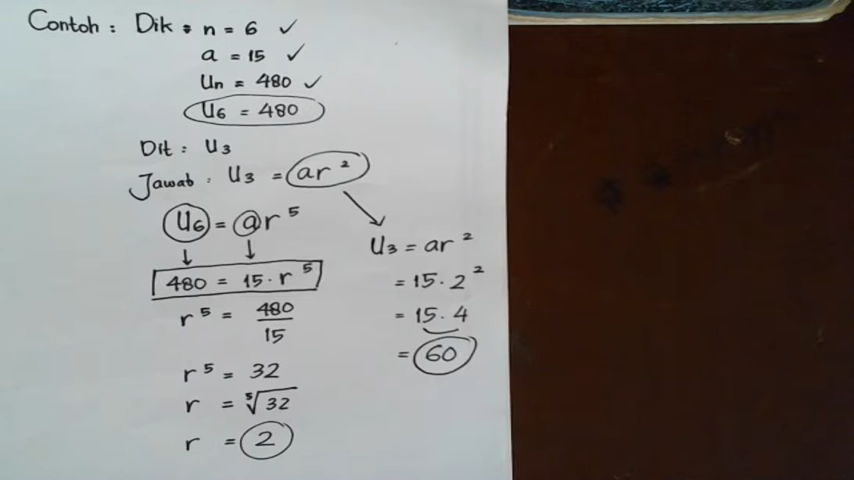 Contoh : Dik : n = 6 ✓
a = 15 ✓
Un = 480 ✓
U6 = 480
Dit : U3
Jawab : U3 = ar²
U6 = ar⁵
480 = 15 · r⁵
r⁵ = 480/15
r⁵ = 32
r = ⁵√32
r = 2
U3 = ar²
= 15 · 2²
= 15 · 4
= 60